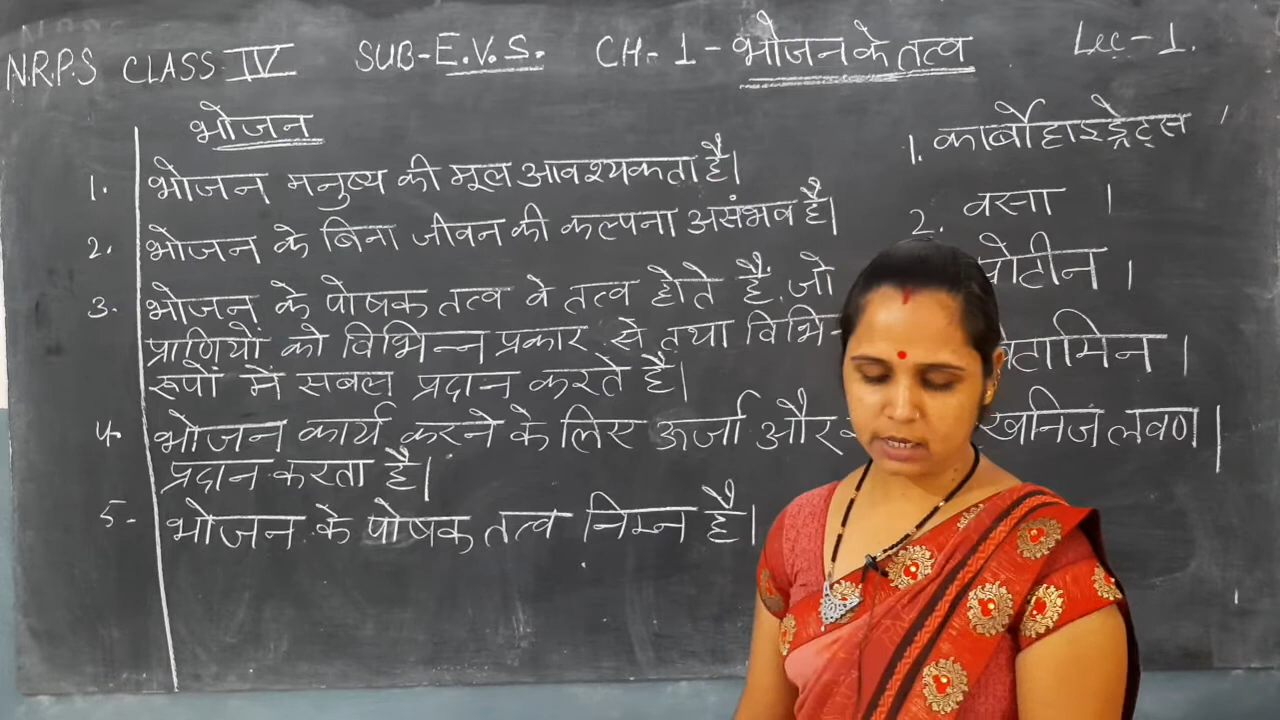 N.R.P.S CLASS IV SUB-E.V.S. CH- 1 - भोजन के तत्व Lec-1.
भोजन
1. भोजन मनुष्य की मूल आवश्यकता है।
2. भोजन के बिना जीवन की कल्पना असंभव है।
3. भोजन के पोषक तत्व वे तत्व होते हैं, जो
प्राणियों को विभिन्न प्रकार से तथा
रूपों में सबल प्रदान करते है।
4. भोजन कार्य करने के लिए ऊर्जा और
प्रदान करता है।
5- भोजन के पोषक तत्व निम्न है।
1. कार्बोहाइड्रेट्स
2. वसा ।
प्रोटीन ।
खनिज लवण।